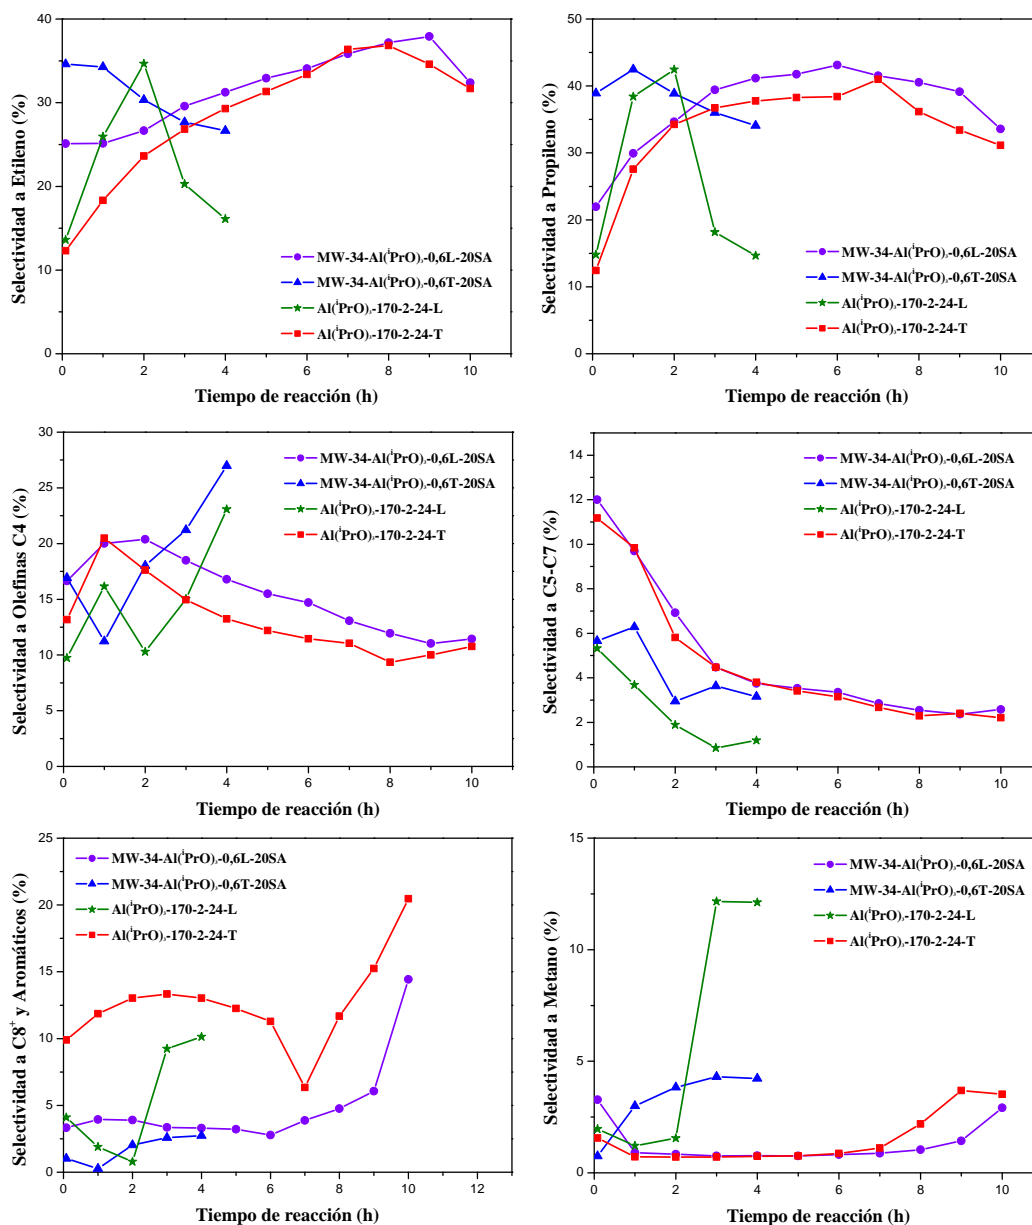 40
30
20
10
0
Selectividad a Etileno (%)
MW-34-Al(ⁱPrO)₃-0,6L-20SA
MW-34-Al(ⁱPrO)₃-0,6T-20SA
Al(ⁱPrO)₃-170-2-24-L
Al(ⁱPrO)₃-170-2-24-T
0 2 4 6 8 10
Tiempo de reacción (h)
50
40
30
20
10
0
Selectividad a Propileno (%)
MW-34-Al(ⁱPrO)₃-0,6L-20SA
MW-34-Al(ⁱPrO)₃-0,6T-20SA
Al(ⁱPrO)₃-170-2-24-L
Al(ⁱPrO)₃-170-2-24-T
0 2 4 6 8 10
Tiempo de reacción (h)
30
25
20
15
10
5
0
Selectividad a Olefinas C4 (%)
MW-34-Al(ⁱPrO)₃-0,6L-20SA
MW-34-Al(ⁱPrO)₃-0,6T-20SA
Al(ⁱPrO)₃-170-2-24-L
Al(ⁱPrO)₃-170-2-24-T
0 2 4 6 8 10
Tiempo de reacción (h)
14
12
10
8
6
4
2
0
Selectividad a C5-C7 (%)
MW-34-Al(ⁱPrO)₃-0,6L-20SA
MW-34-Al(ⁱPrO)₃-0,6T-20SA
Al(ⁱPrO)₃-170-2-24-L
Al(ⁱPrO)₃-170-2-24-T
0 2 4 6 8 10
Tiempo de reacción (h)
25
20
15
10
5
0
Selectividad a C8⁺ y Aromáticos (%)
MW-34-Al(ⁱPrO)₃-0,6L-20SA
MW-34-Al(ⁱPrO)₃-0,6T-20SA
Al(ⁱPrO)₃-170-2-24-L
Al(ⁱPrO)₃-170-2-24-T
0 2 4 6 8 10 12
Tiempo de reacción (h)
15
10
5
0
Selectividad a Metano (%)
MW-34-Al(ⁱPrO)₃-0,6L-20SA
MW-34-Al(ⁱPrO)₃-0,6T-20SA
Al(ⁱPrO)₃-170-2-24-L
Al(ⁱPrO)₃-170-2-24-T
0 2 4 6 8 10
Tiempo de reacción (h)